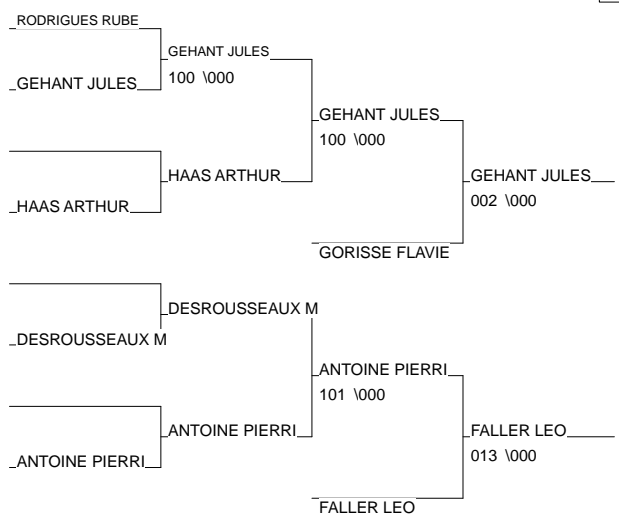 RODRIGUES RUBE
GEHANT JULES
100 \000
GEHANT JULES
GEHANT JULES
100 \000
HAAS ARTHUR
GEHANT JULES
002 \000
HAAS ARTHUR
GORISSE FLAVIE
DESROUSSEAUX M
DESROUSSEAUX M
ANTOINE PIERRI
101 \000
ANTOINE PIERRI
FALLER LEO
013 \000
ANTOINE PIERRI
FALLER LEO